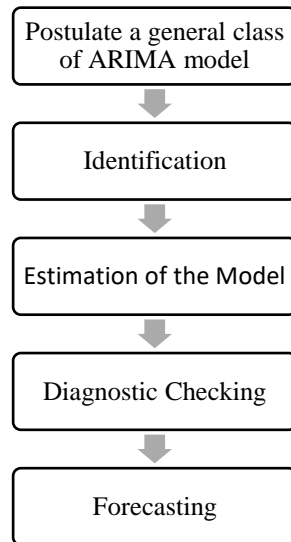 Postulate a general class
of ARIMA model
Identification
Estimation of the Model
Diagnostic Checking
Forecasting